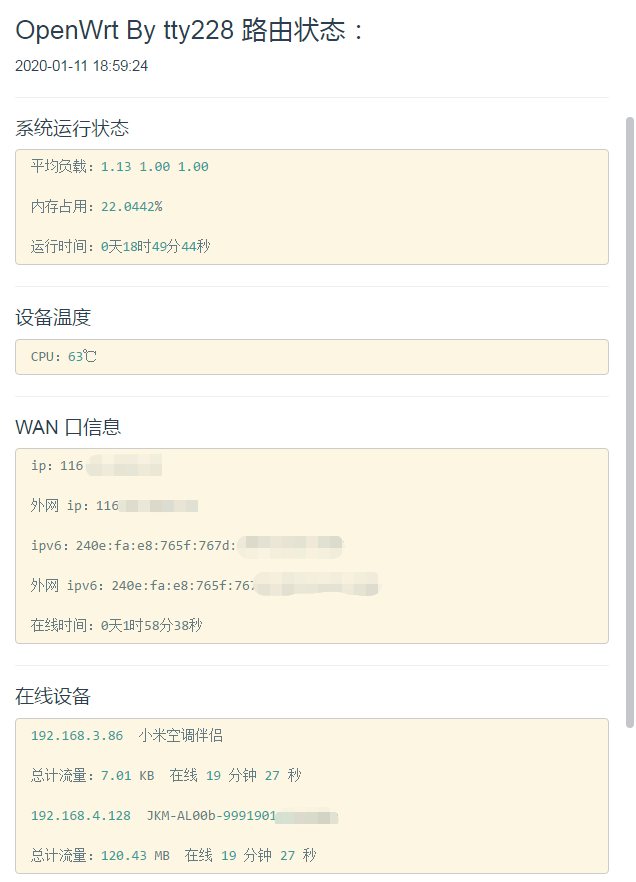 OpenWrt By tty228 路由状态：
2020-01-11 18:59:24
系统运行状态
平均负载：1.13 1.00 1.00
内存占用：22.0442%
运行时间：0天18时49分44秒
设备温度
CPU：63℃
WAN 口信息
ip：116
外网 ip：116
ipv6：240e:fa:e8:765f:767d:
外网 ipv6：240e:fa:e8:765f:767
在线时间：0天1时58分38秒
在线设备
192.168.3.86 小米空调伴侣
总计流量：7.01 KB 在线 19 分钟 27 秒
192.168.4.128 JKM-AL00b-9991901
总计流量：120.43 MB 在线 19 分钟 27 秒